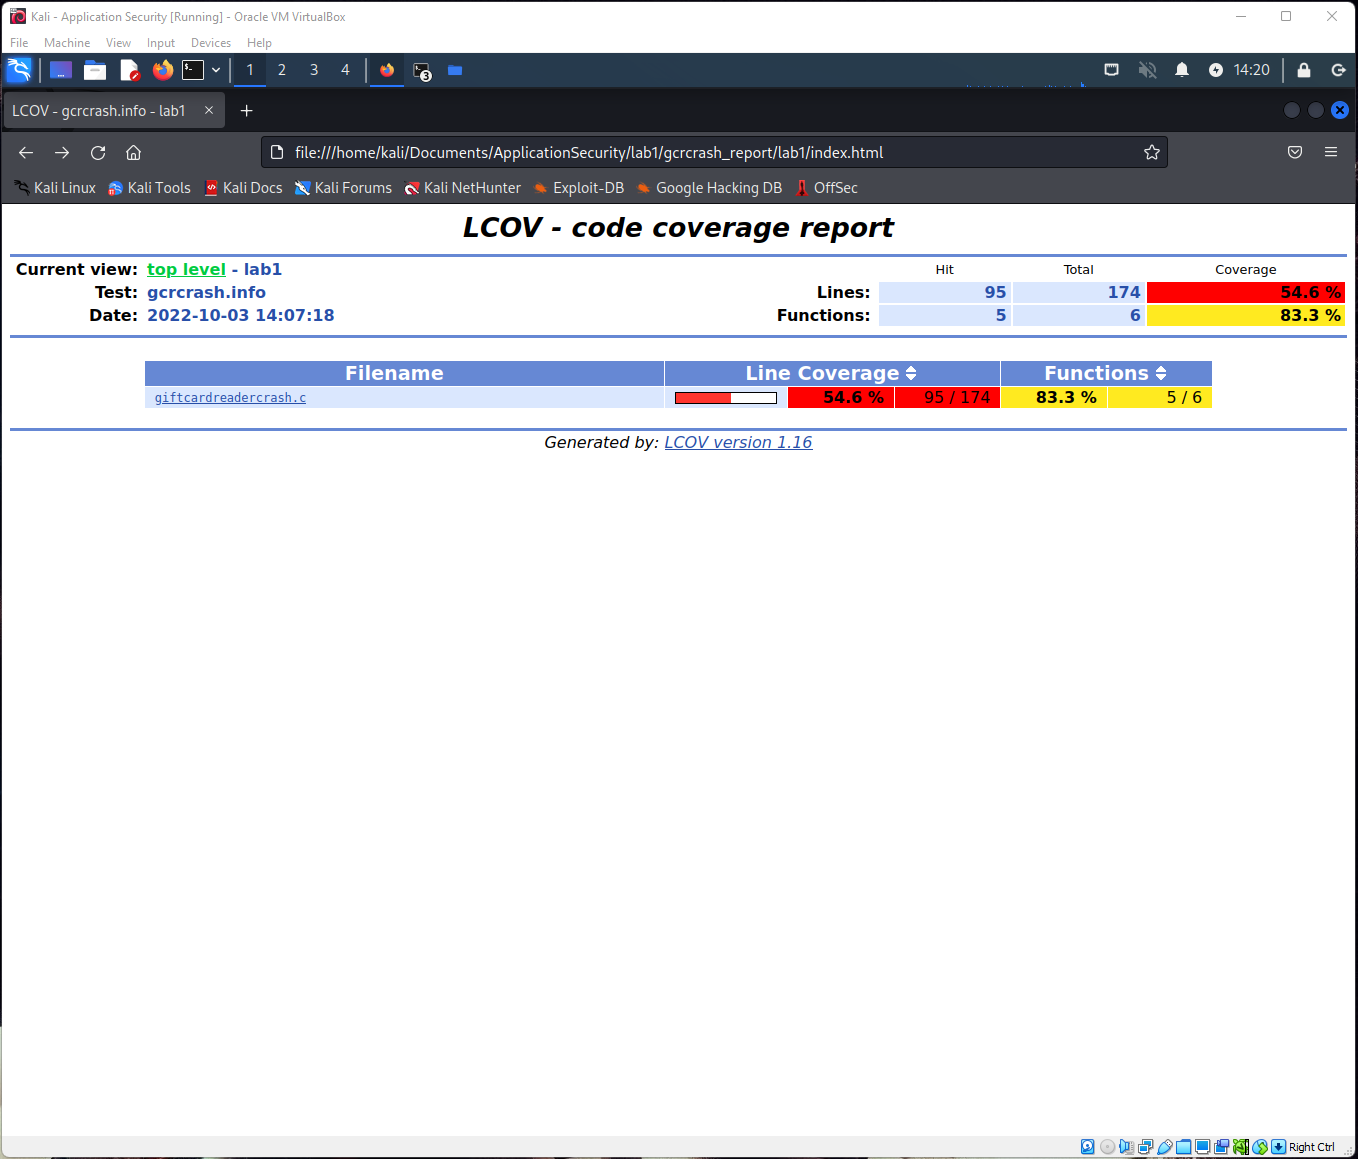 Kali - Application Security [Running] - Oracle VM VirtualBox
File Machine View Input Devices Help
1 2 3 4 3 14:20
LCOV - gcrcrash.info - lab1
file:///home/kali/Documents/ApplicationSecurity/lab1/gcrcrash_report/lab1/index.html
Kali Linux Kali Tools Kali Docs Kali Forums Kali NetHunter Exploit-DB Google Hacking DB OffSec
LCOV - code coverage report
Current view: top level - lab1 Hit Total Coverage
Test: gcrcrash.info Lines: 95 174 54.6 %
Date: 2022-10-03 14:07:18 Functions: 5 6 83.3 %
Filename Line Coverage Functions
giftcardreadercrash.c 54.6 % 95 / 174 83.3 % 5 / 6
Generated by: LCOV version 1.16
Right Ctrl